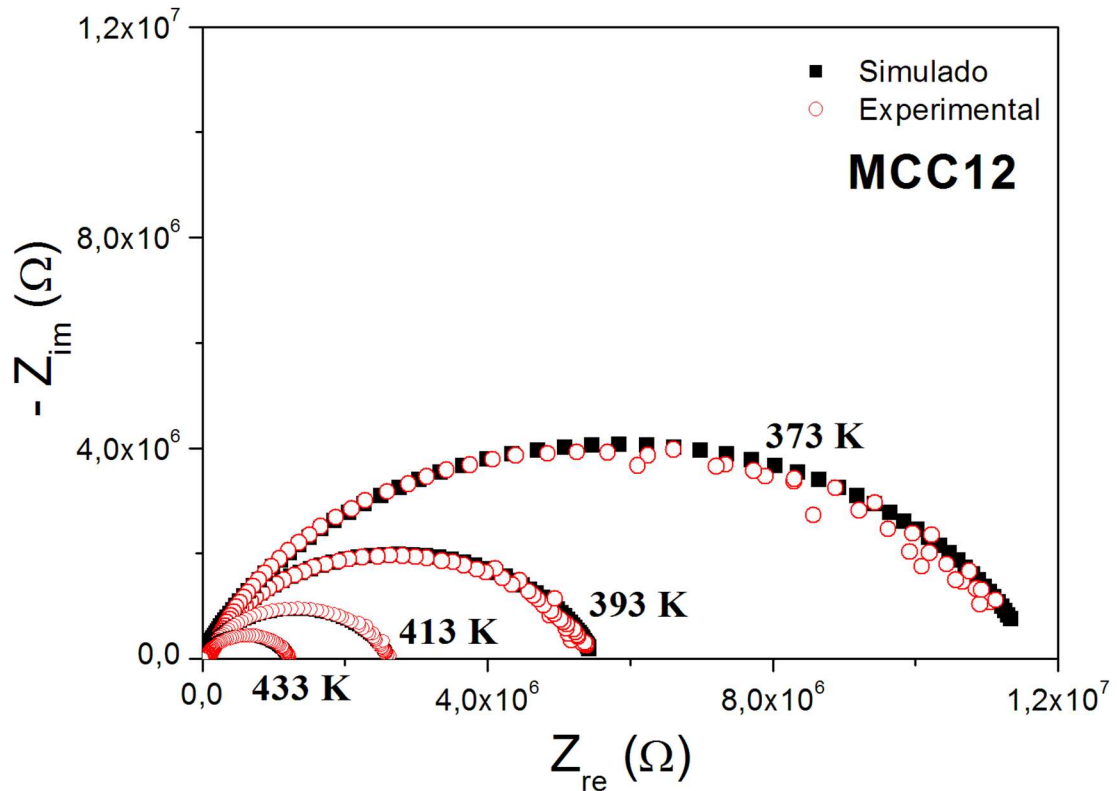 1,2x10⁷
Simulado
Experimental
MCC12
8,0x10⁶
- Z_im (Ω)
4,0x10⁶
373 K
393 K
413 K
0,0
433 K
0,0
4,0x10⁶
8,0x10⁶
1,2x10⁷
Z_re (Ω)